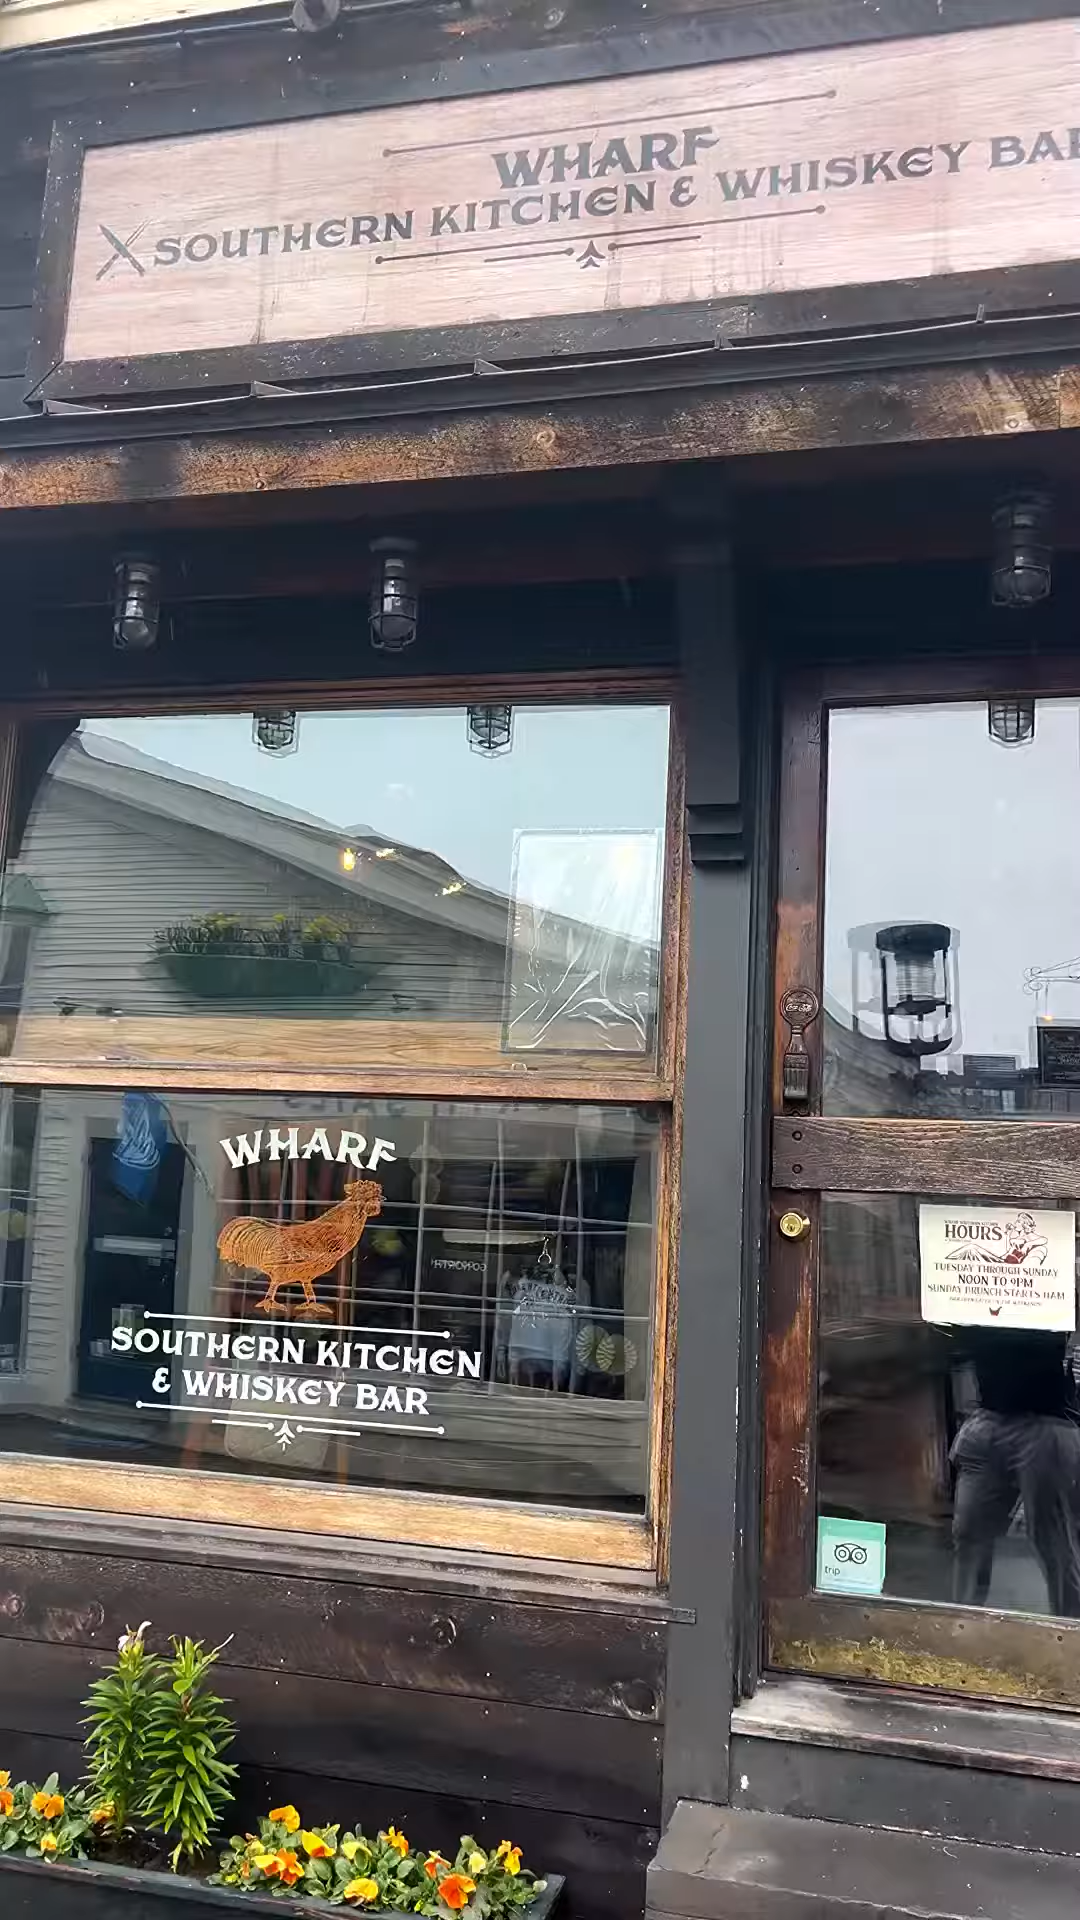 WHARF
SOUTHERN KITCHEN & WHISKEY BAR
WHARF
SOUTHERN KITCHEN
& WHISKEY BAR
HOURS
TUESDAY THROUGH SUNDAY
NOON TO 9PM
SUNDAY BRUNCH STARTS 11AM
trip